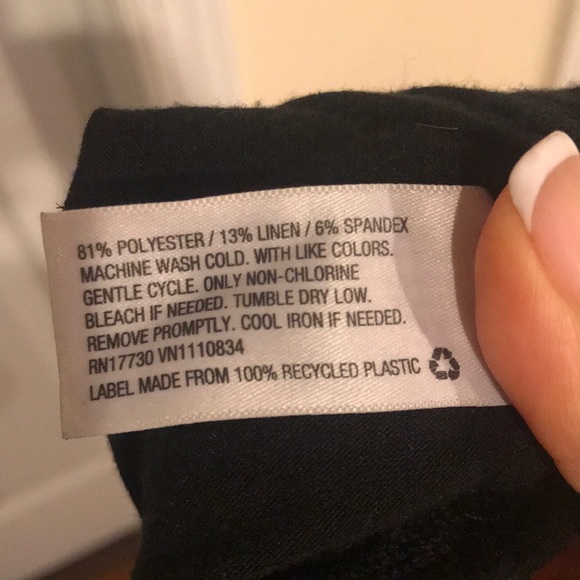 81% POLYESTER / 13% LINEN / 6% SPANDEX
MACHINE WASH COLD. WITH LIKE COLORS.
GENTLE CYCLE. ONLY NON-CHLORINE
BLEACH IF NEEDED. TUMBLE DRY LOW.
REMOVE PROMPTLY. COOL IRON IF NEEDED.
RN17730 VN1110834
LABEL MADE FROM 100% RECYCLED PLASTIC